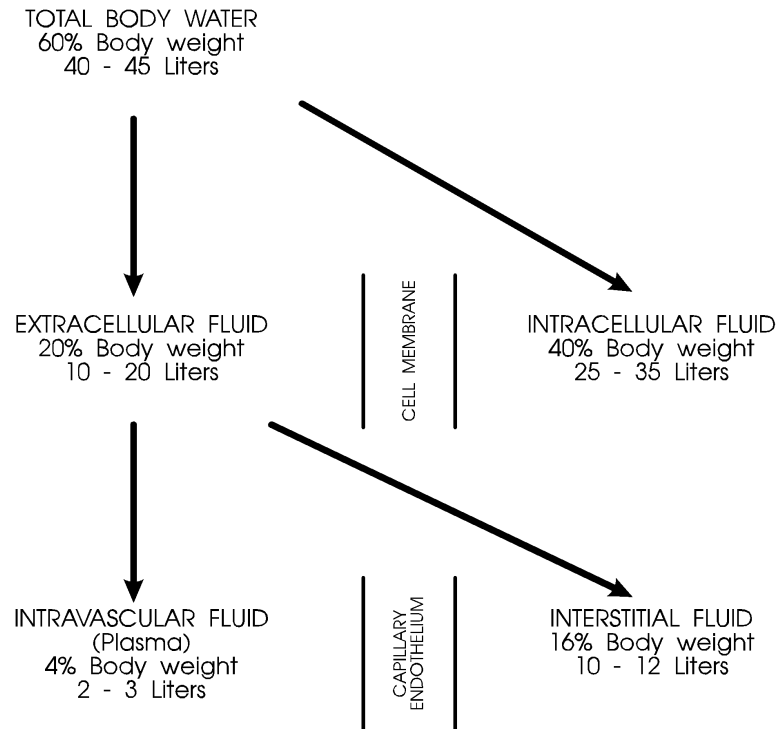 TOTAL BODY WATER
60% Body weight
40 - 45 Liters
EXTRACELLULAR FLUID
20% Body weight
10 - 20 Liters
CELL MEMBRANE
INTRACELLULAR FLUID
40% Body weight
25 - 35 Liters
INTRAVASCULAR FLUID
(Plasma)
4% Body weight
2 - 3 Liters
CAPILLARY
ENDOTHELIUM
INTERSTITIAL FLUID
16% Body weight
10 - 12 Liters